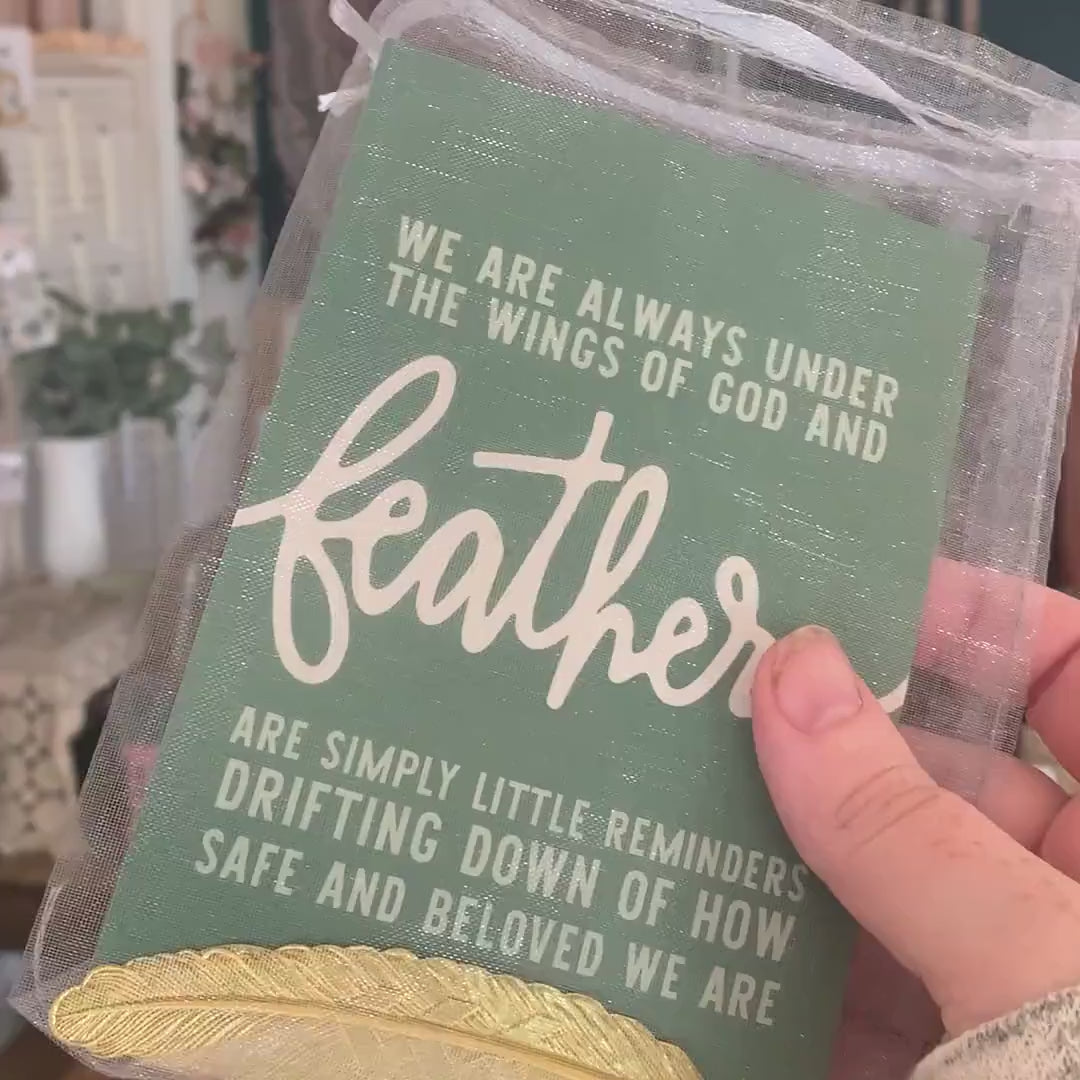 WE ARE ALWAYS UNDER
THE WINGS OF GOD AND
feather
ARE SIMPLY LITTLE REMINDERS
DRIFTING DOWN OF HOW
SAFE AND BELOVED WE ARE